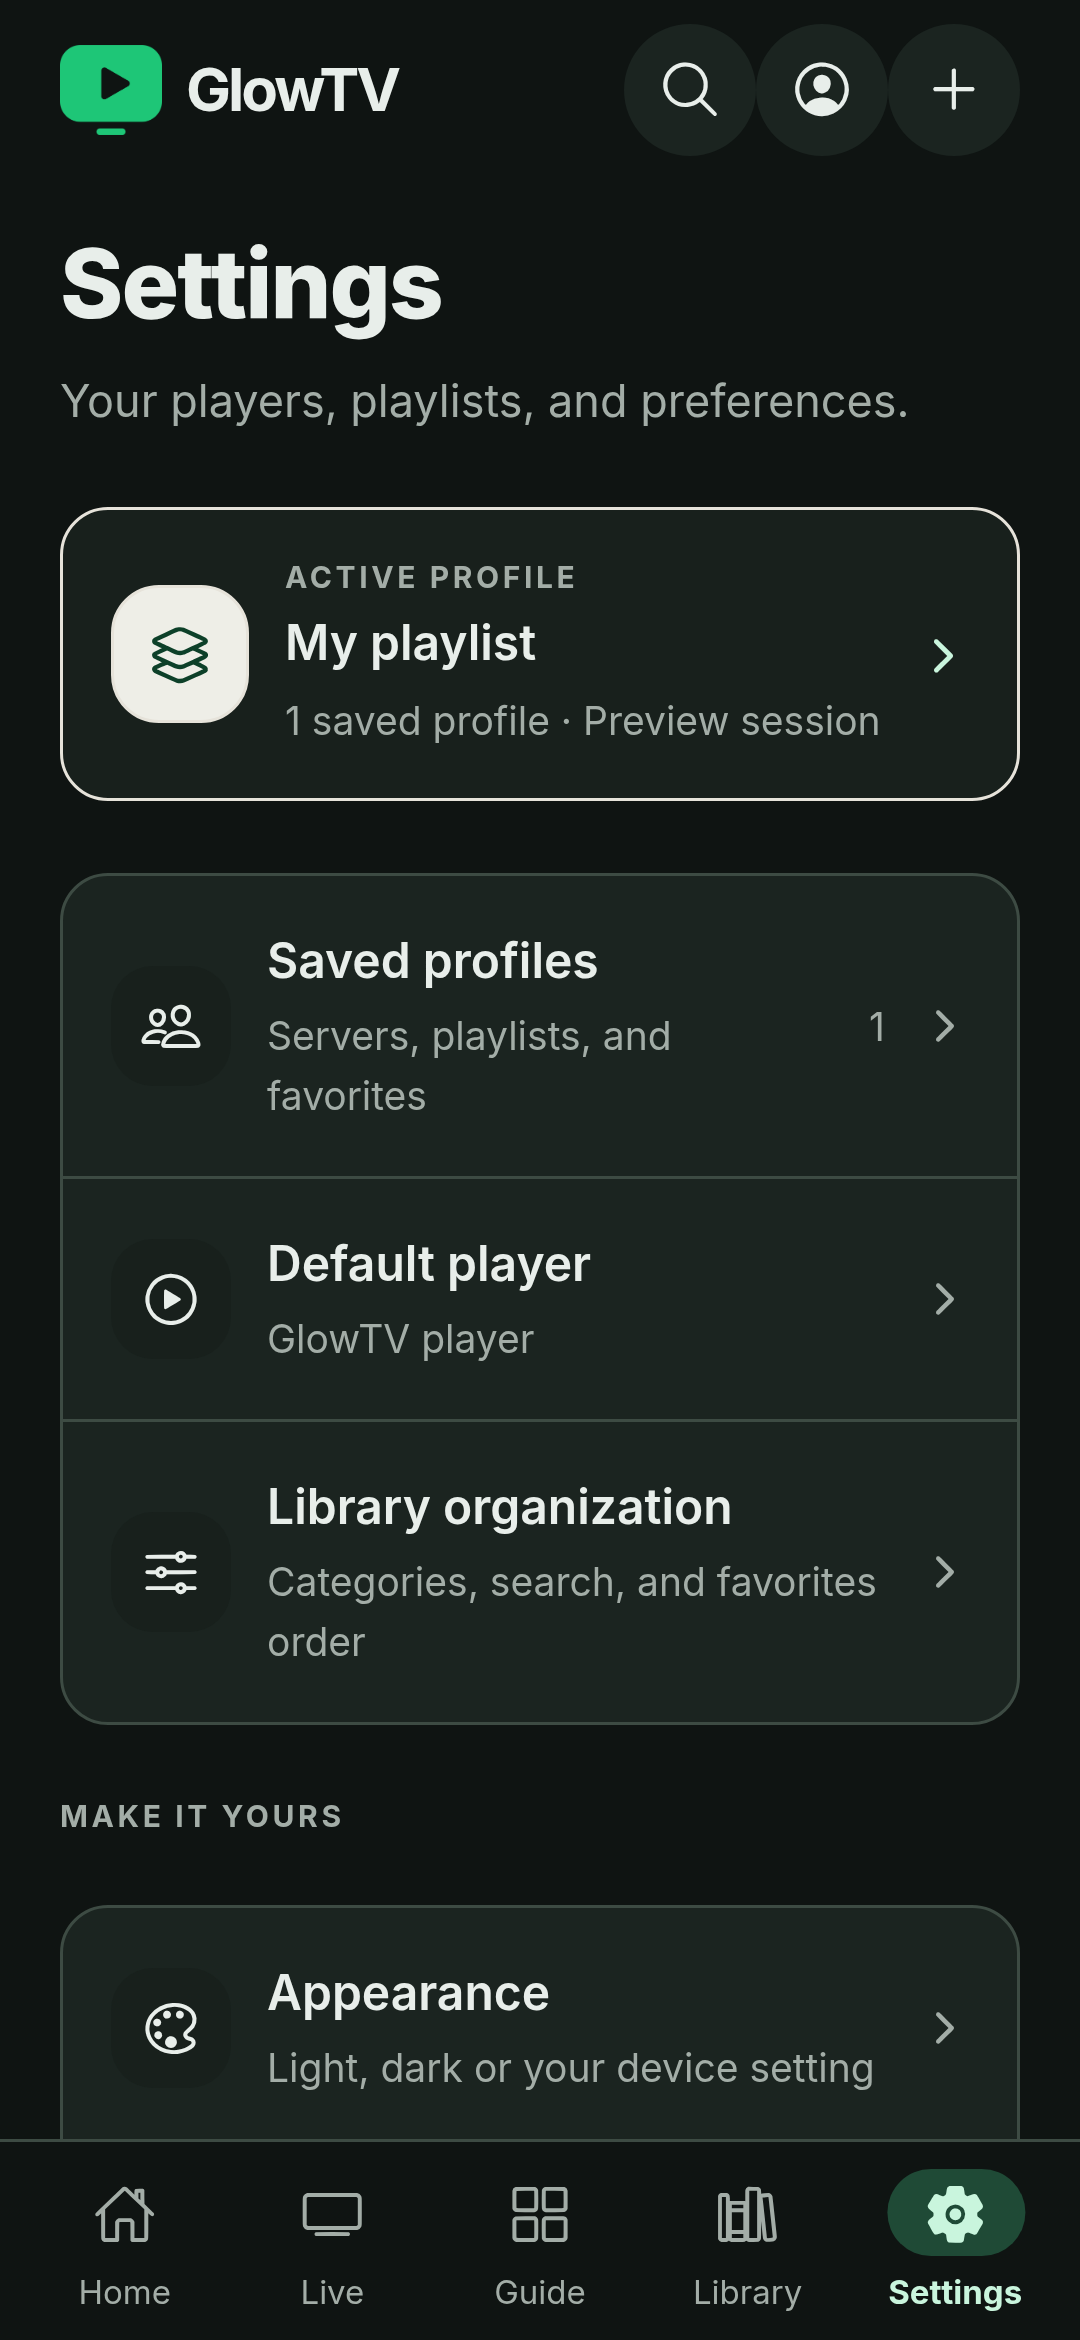 GlowTV
Settings
Your players, playlists, and preferences.
ACTIVE PROFILE
My playlist
1 saved profile · Preview session
Saved profiles
Servers, playlists, and
favorites
1
Default player
GlowTV player
Library organization
Categories, search, and favorites
order
MAKE IT YOURS
Appearance
Light, dark or your device setting
Home
Live
Guide
Library
Settings